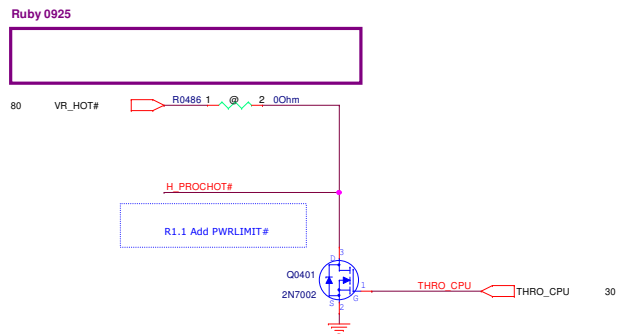 Ruby 0925
80 VR_HOT# R0486 1 @ 2 0Ohm
H_PROCHOT#
R1.1 Add PWRLIMIT#
3
D
Q0401
1
THRO_CPU
THRO_CPU 30
2N7002
G
S
2